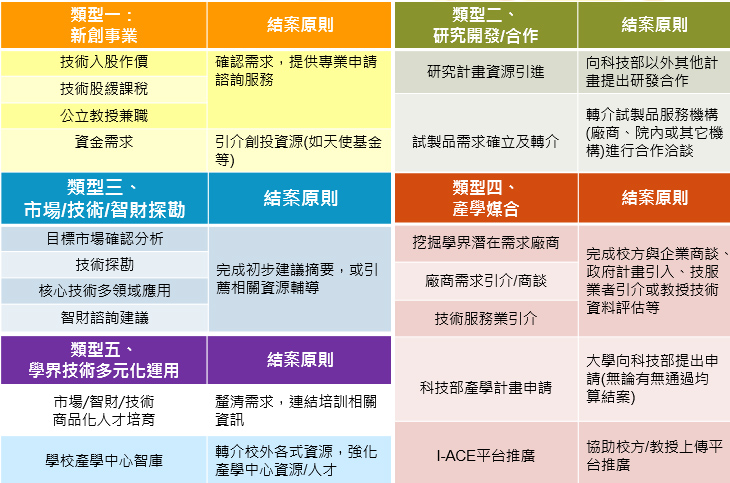 類型一：
新創事業
結案原則
技術入股作價
技術股緩課稅
公立教授兼職
確認需求，提供專業申請
諮詢服務
資金需求
引介創投資源(如天使基金
等)
類型二、
研究開發/合作
結案原則
研究計畫資源引進
向科技部以外其他計
畫提出研發合作
試製品需求確立及轉介
轉介試製品服務機構
(廠商、院內或其它機
構)進行合作洽談
類型三、
市場/技術/智財探勘
結案原則
目標市場確認分析
技術探勘
核心技術多領域應用
智財諮詢建議
完成初步建議摘要，或引
薦相關資源輔導
類型四、
產學媒合
結案原則
挖掘學界潛在需求廠商
廠商需求引介/商談
技術服務業引介
完成校方與企業商談、
政府計畫引入、技服
業者引介或教授技術
資料評估等
科技部產學計畫申請
大學向科技部提出申
請(無論有無通過均
算結案)
I-ACE平台推廣
協助校方/教授上傳平
台推廣
類型五、
學界技術多元化運用
結案原則
市場/智財/技術
商品化人才培育
釐清需求，連結培訓相關
資訊
學校產學中心智庫
轉介校外各式資源，強化
產學中心資源/人才